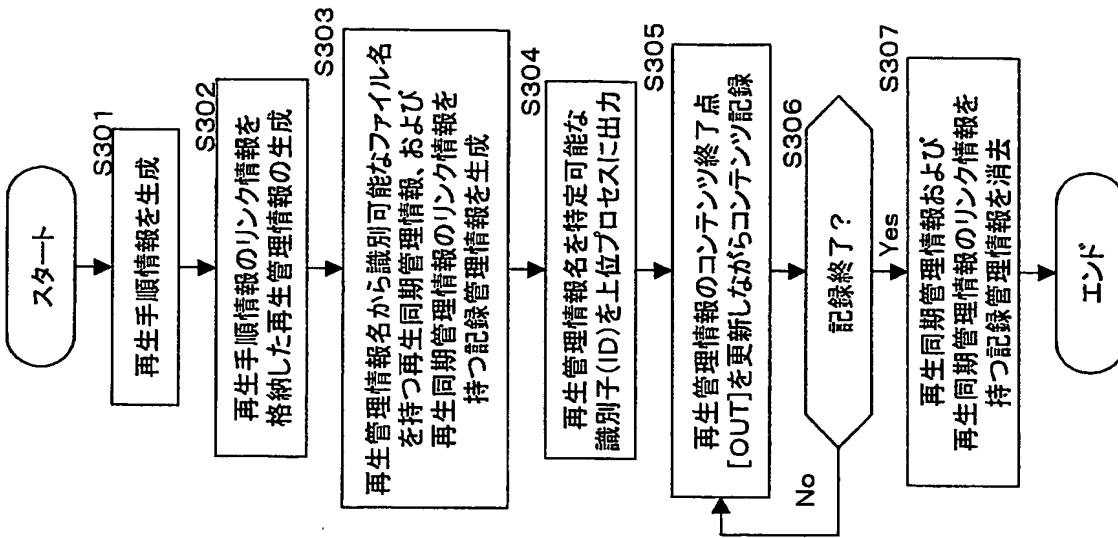 スタート
S301
再生手順情報を生成
S302
再生手順情報のリンク情報を
格納した再生管理情報の生成
S303
再生管理情報名から識別可能なファイル名
を持つ再生同期管理情報、および
再生同期管理情報のリンク情報を
持つ記録管理情報を生成
S304
再生管理情報名を特定可能な
識別子(ID)を上位プロセスに出力
S305
再生管理情報のコンテンツ終了点
[OUT]を更新しながらコンテンツ記録
S306
記録終了?
No
Yes
S307
再生同期管理情報および
再生同期管理情報のリンク情報を
持つ記録管理情報を消去
エンド